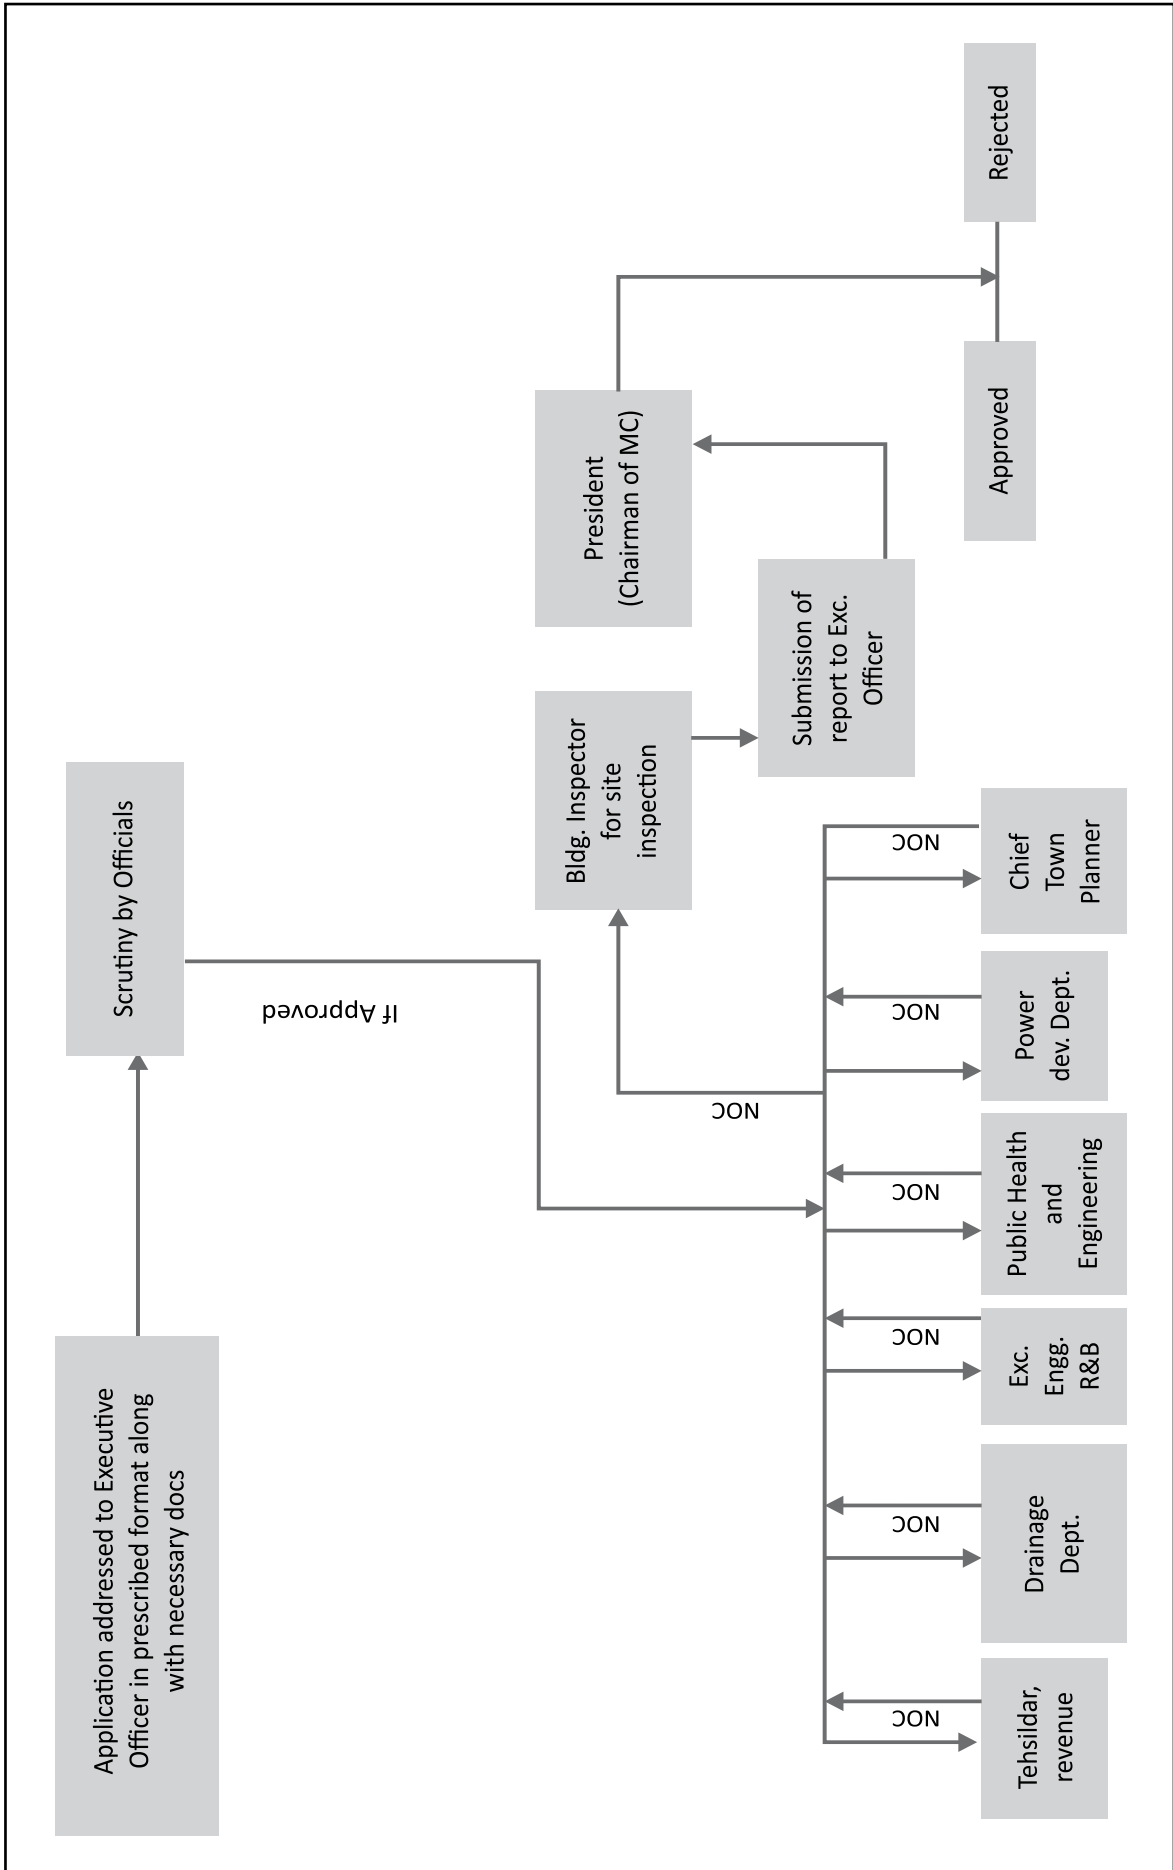 Application addressed to Executive
Officer in prescribed format along
with necessary docs
Scrutiny by Officials
If Approved
NOC
Bldg. Inspector
for site
inspection
Submission of
report to Exc.
Officer
President
(Chairman of MC)
Approved
Rejected
Tehsildar,
revenue
NOC
Drainage
Dept.
NOC
Exc.
Engg.
R&B
NOC
Public Health
and
Engineering
NOC
Power
dev. Dept.
NOC
Chief
Town
Planner
NOC